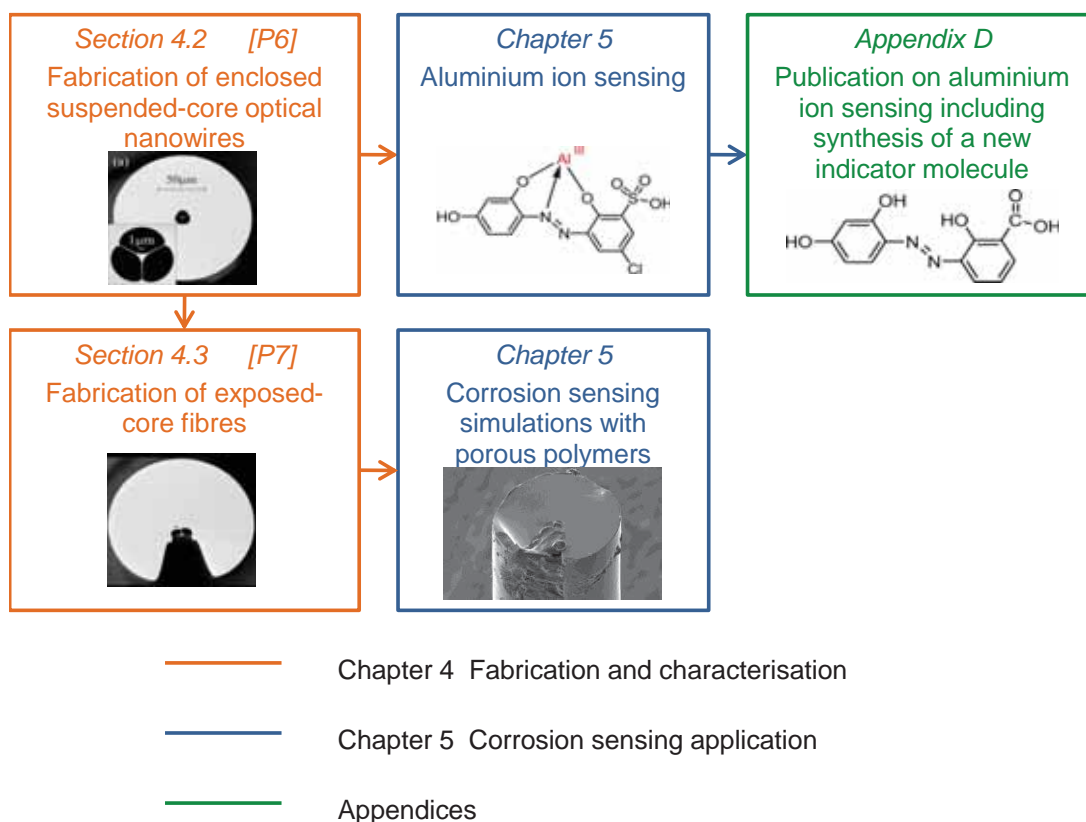 Section 4.2 [P6]
Fabrication of enclosed
suspended-core optical
nanowires
(a)
50µm
1µm
Chapter 5
Aluminium ion sensing
Al III
O
O
HO
N
N
O
S
O
OH
Cl
Appendix D
Publication on aluminium
ion sensing including
synthesis of a new
indicator molecule
OH
HO
N
N
OH
O
C
OH
Section 4.3 [P7]
Fabrication of exposed-
core fibres
Chapter 5
Corrosion sensing
simulations with
porous polymers
Chapter 4 Fabrication and characterisation
Chapter 5 Corrosion sensing application
Appendices